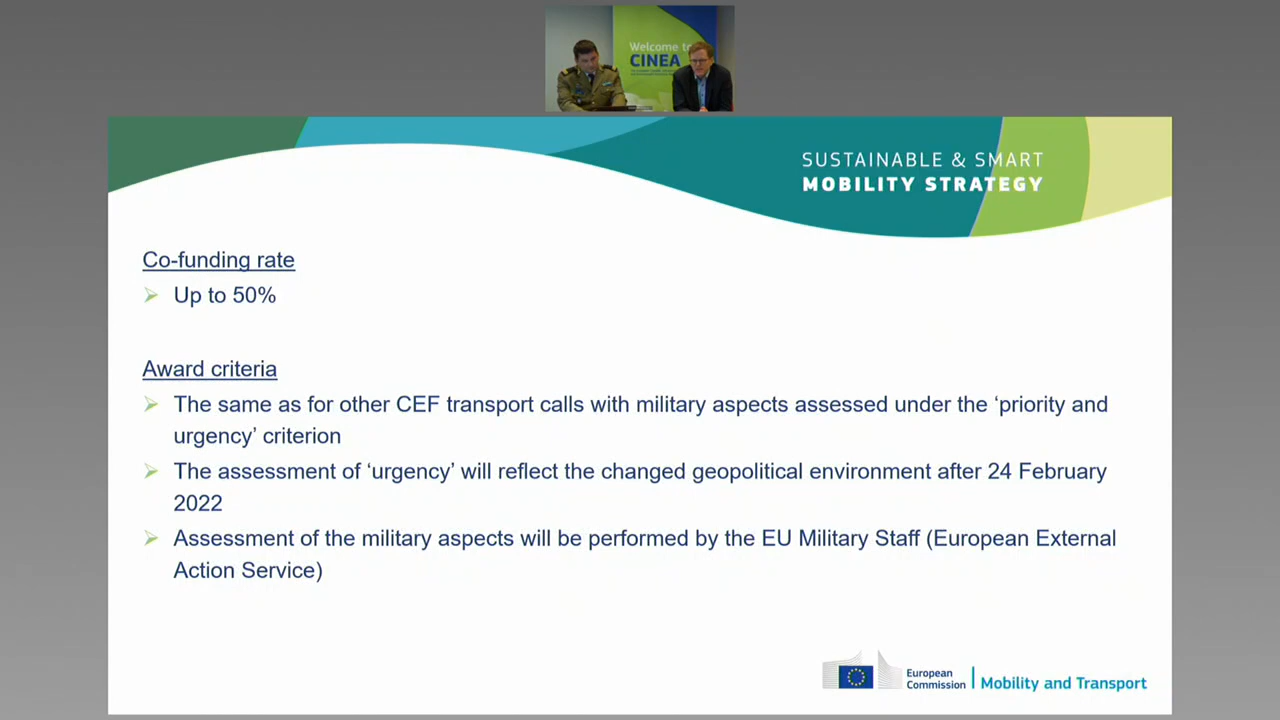 Welcome to
CINEA
SUSTAINABLE & SMART
MOBILITY STRATEGY
Co-funding rate
Up to 50%
Award criteria
The same as for other CEF transport calls with military aspects assessed under the ‘priority and
urgency’ criterion
The assessment of ‘urgency’ will reflect the changed geopolitical environment after 24 February
2022
Assessment of the military aspects will be performed by the EU Military Staff (European External
Action Service)
European
Commission
Mobility and Transport